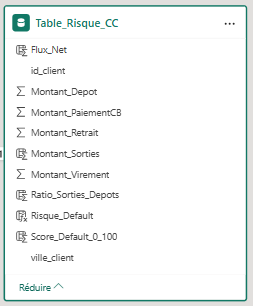 Table_Risque_CC
Flux_Net
id_client
Montant_Depot
Montant_PaiementCB
Montant_Retrait
Montant_Sorties
Montant_Virement
Ratio_Sorties_Depots
Risque_Default
Score_Default_0_100
ville_client
Réduire